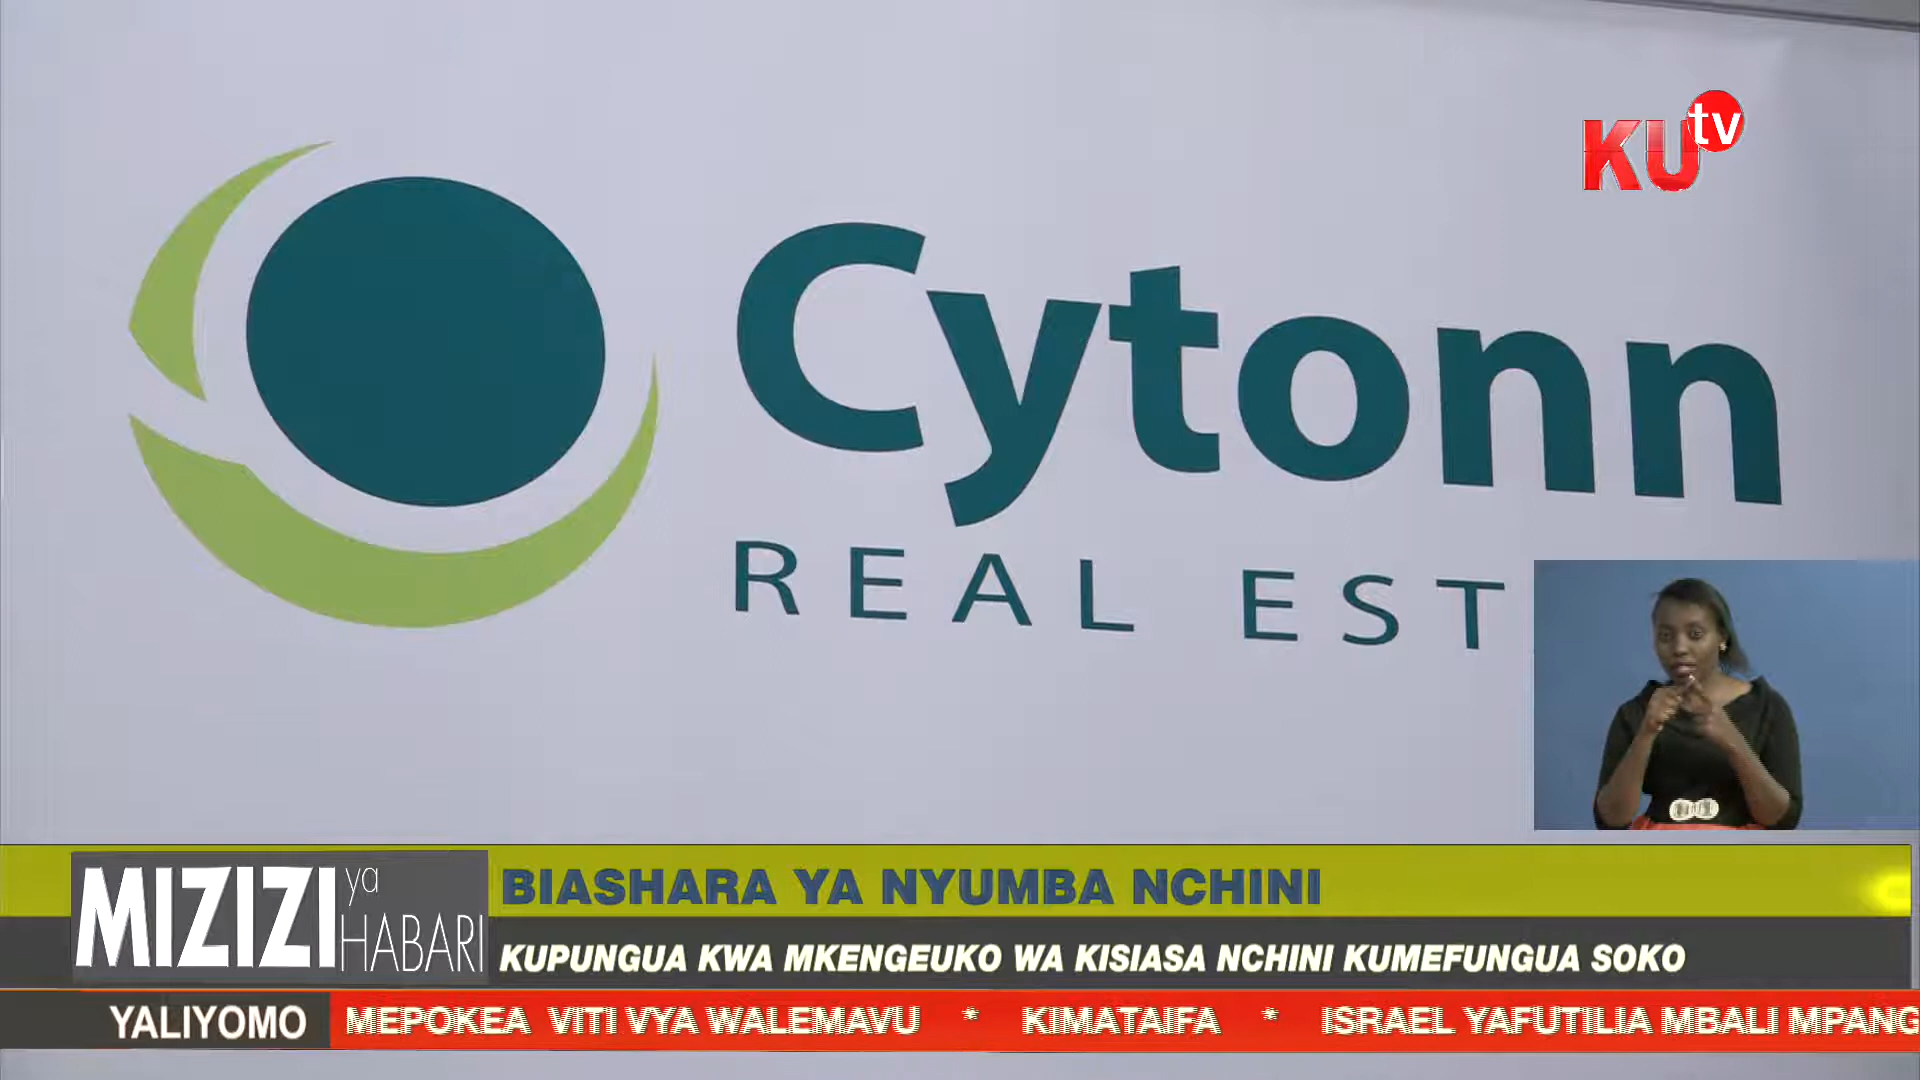 KU tv
Cytonn
REAL EST
MIZIZI ya HABARI
BIASHARA YA NYUMBA NCHINI
KUPUNGUA KWA MKENGEUKO WA KISIASA NCHINI KUMEFUNGUA SOKO
YALIYOMO
MEPOKEA VITI VYA WALEMAVU * KIMATAIFA * ISRAEL YAFUTILIA MBALI MPANG